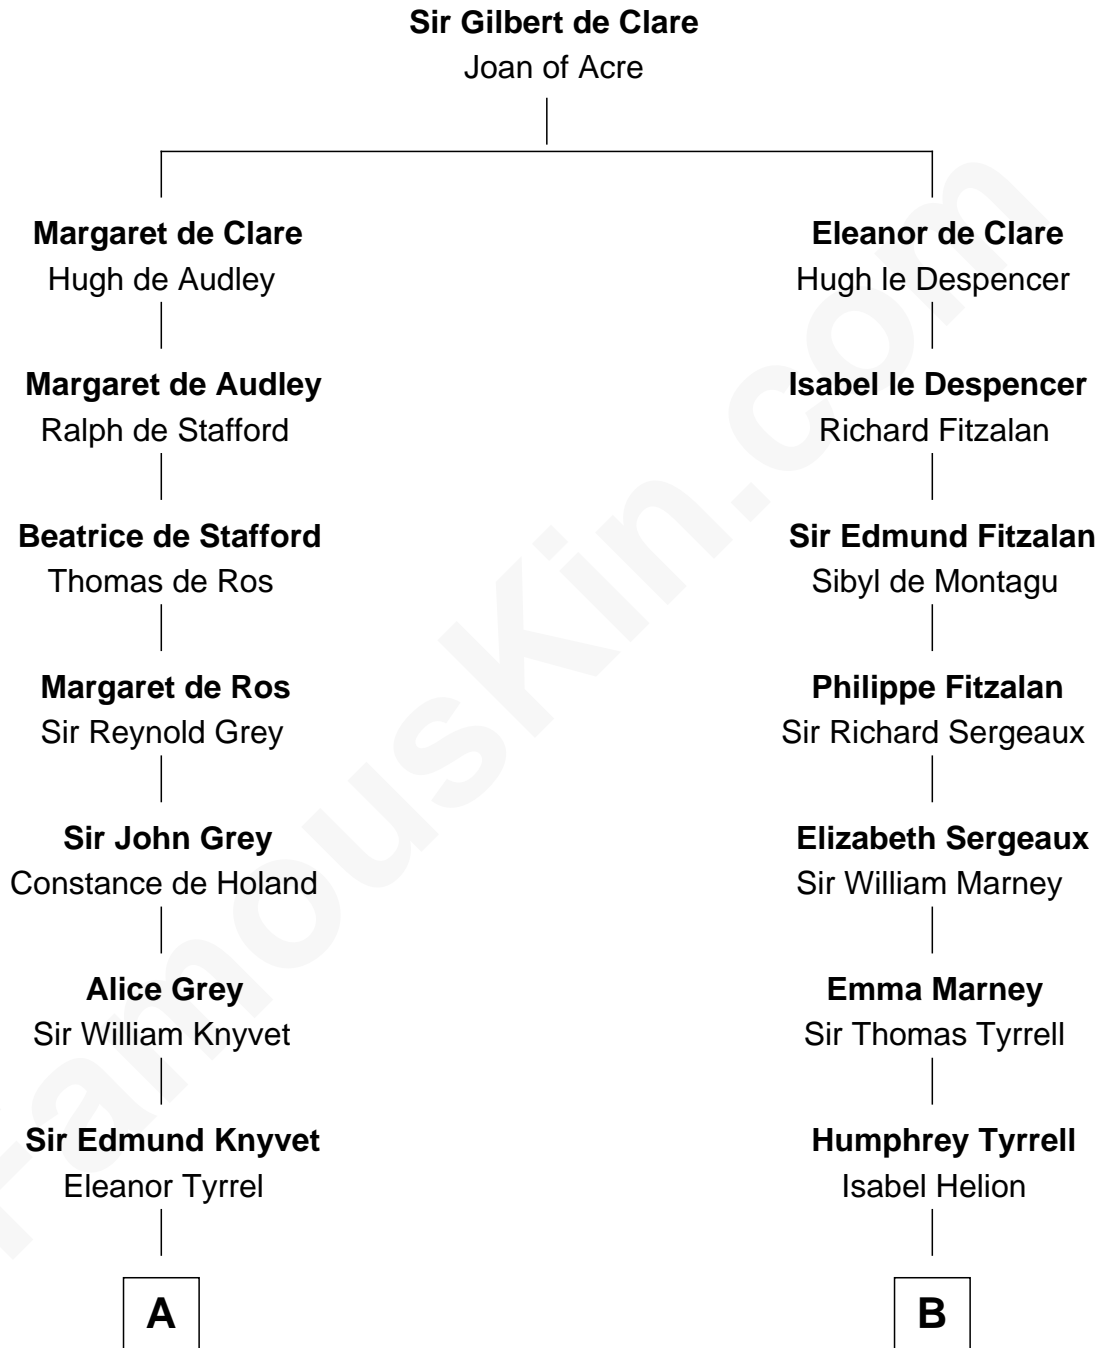 Sir Gilbert de Clare
Joan of Acre
Margaret de Clare
Hugh de Audley
Eleanor de Clare
Hugh le Despencer
Margaret de Audley
Ralph de Stafford
Isabel le Despencer
Richard Fitzalan
Beatrice de Stafford
Thomas de Ros
Sir Edmund Fitzalan
Sibyl de Montagu
Margaret de Ros
Sir Reynold Grey
Philippe Fitzalan
Sir Richard Sergeaux
Sir John Grey
Constance de Holand
Elizabeth Sergeaux
Sir William Marney
Alice Grey
Sir William Knyvet
Emma Marney
Sir Thomas Tyrrell
Sir Edmund Knyvet
Eleanor Tyrrel
Humphrey Tyrrell
Isabel Helion
A
B
FamousKin.com